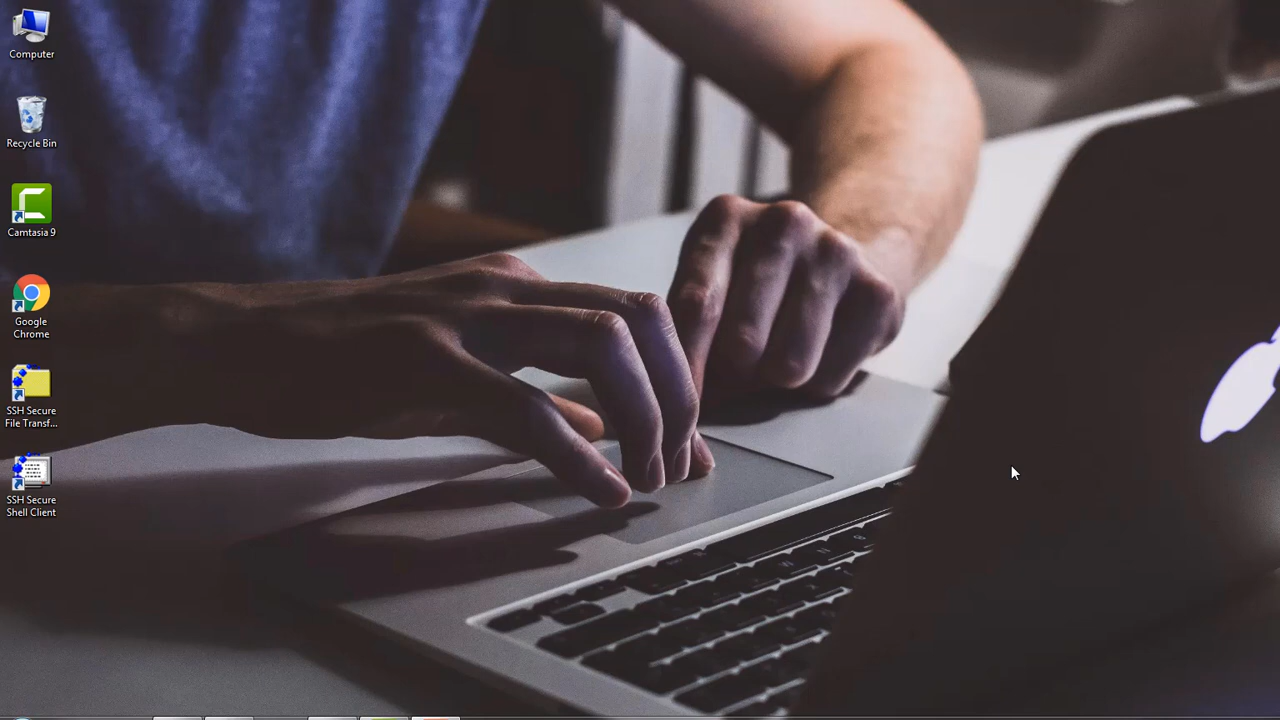 Computer
Recycle Bin
Camtasia 9
Google
Chrome
SSH Secure
File Transf...
SSH Secure
Shell Client